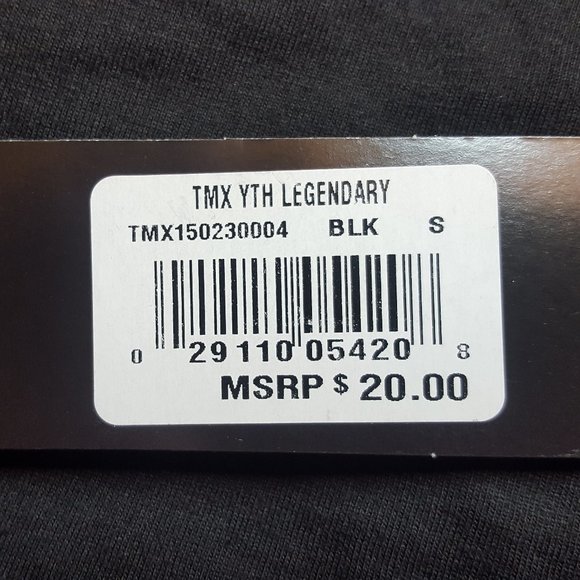 TMX YTH LEGENDARY
TMX150230004 BLK S
0 29110 05420 8
MSRP $ 20.00